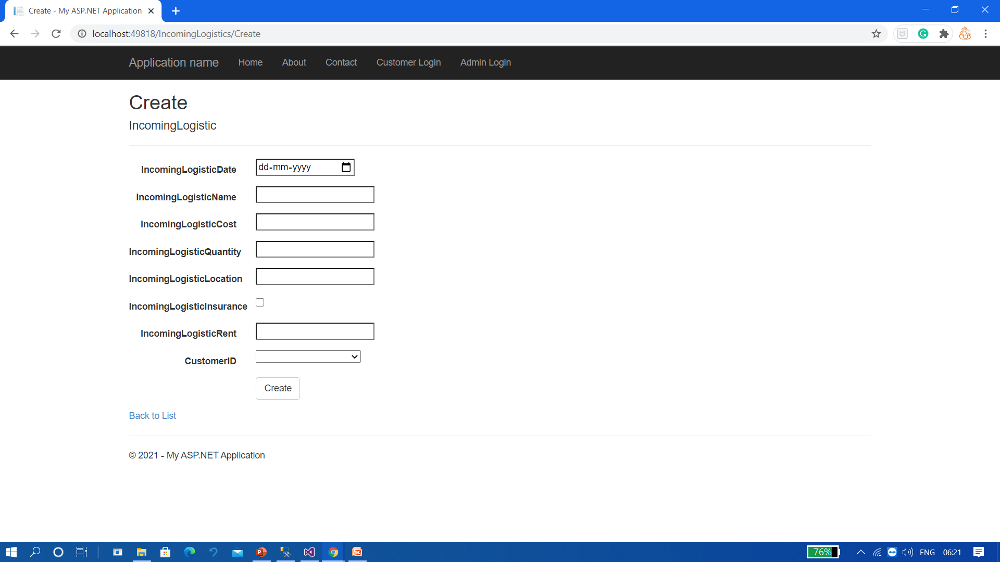 Create - My ASP.NET Application
localhost:49818/IncomingLogistics/Create
Application name Home About Contact Customer Login Admin Login
Create
IncomingLogistic
IncomingLogisticDate dd-mm-yyyy
IncomingLogisticName
IncomingLogisticCost
IncomingLogisticQuantity
IncomingLogisticLocation
IncomingLogisticInsurance
IncomingLogisticRent
CustomerID
Create
Back to List
© 2021 - My ASP.NET Application
76% ENG 06:21